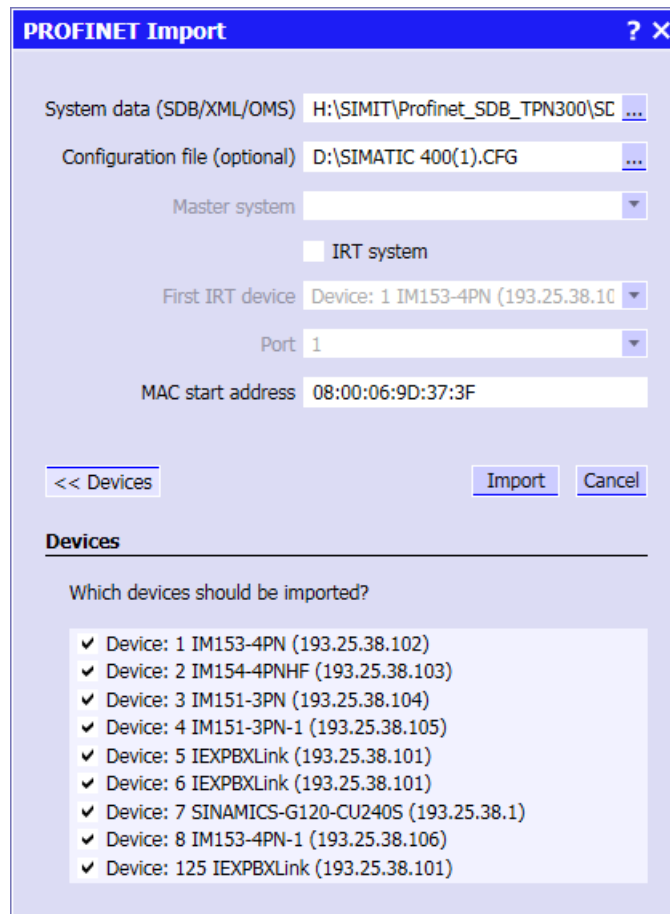 PROFINET Import ? ×
System data (SDB/XML/OMS) H:\SIMIT\Profinet_SDB_TPN300\SD ...
Configuration file (optional) D:\SIMATIC 400(1).CFG ...
Master system
IRT system
First IRT device Device: 1 IM153-4PN (193.25.38.10
Port 1
MAC start address 08:00:06:9D:37:3F
<< Devices Import Cancel
Devices
Which devices should be imported?
Device: 1 IM153-4PN (193.25.38.102)
Device: 2 IM154-4PNHF (193.25.38.103)
Device: 3 IM151-3PN (193.25.38.104)
Device: 4 IM151-3PN-1 (193.25.38.105)
Device: 5 IEXPBXLink (193.25.38.101)
Device: 6 IEXPBXLink (193.25.38.101)
Device: 7 SINAMICS-G120-CU240S (193.25.38.1)
Device: 8 IM153-4PN-1 (193.25.38.106)
Device: 125 IEXPBXLink (193.25.38.101)